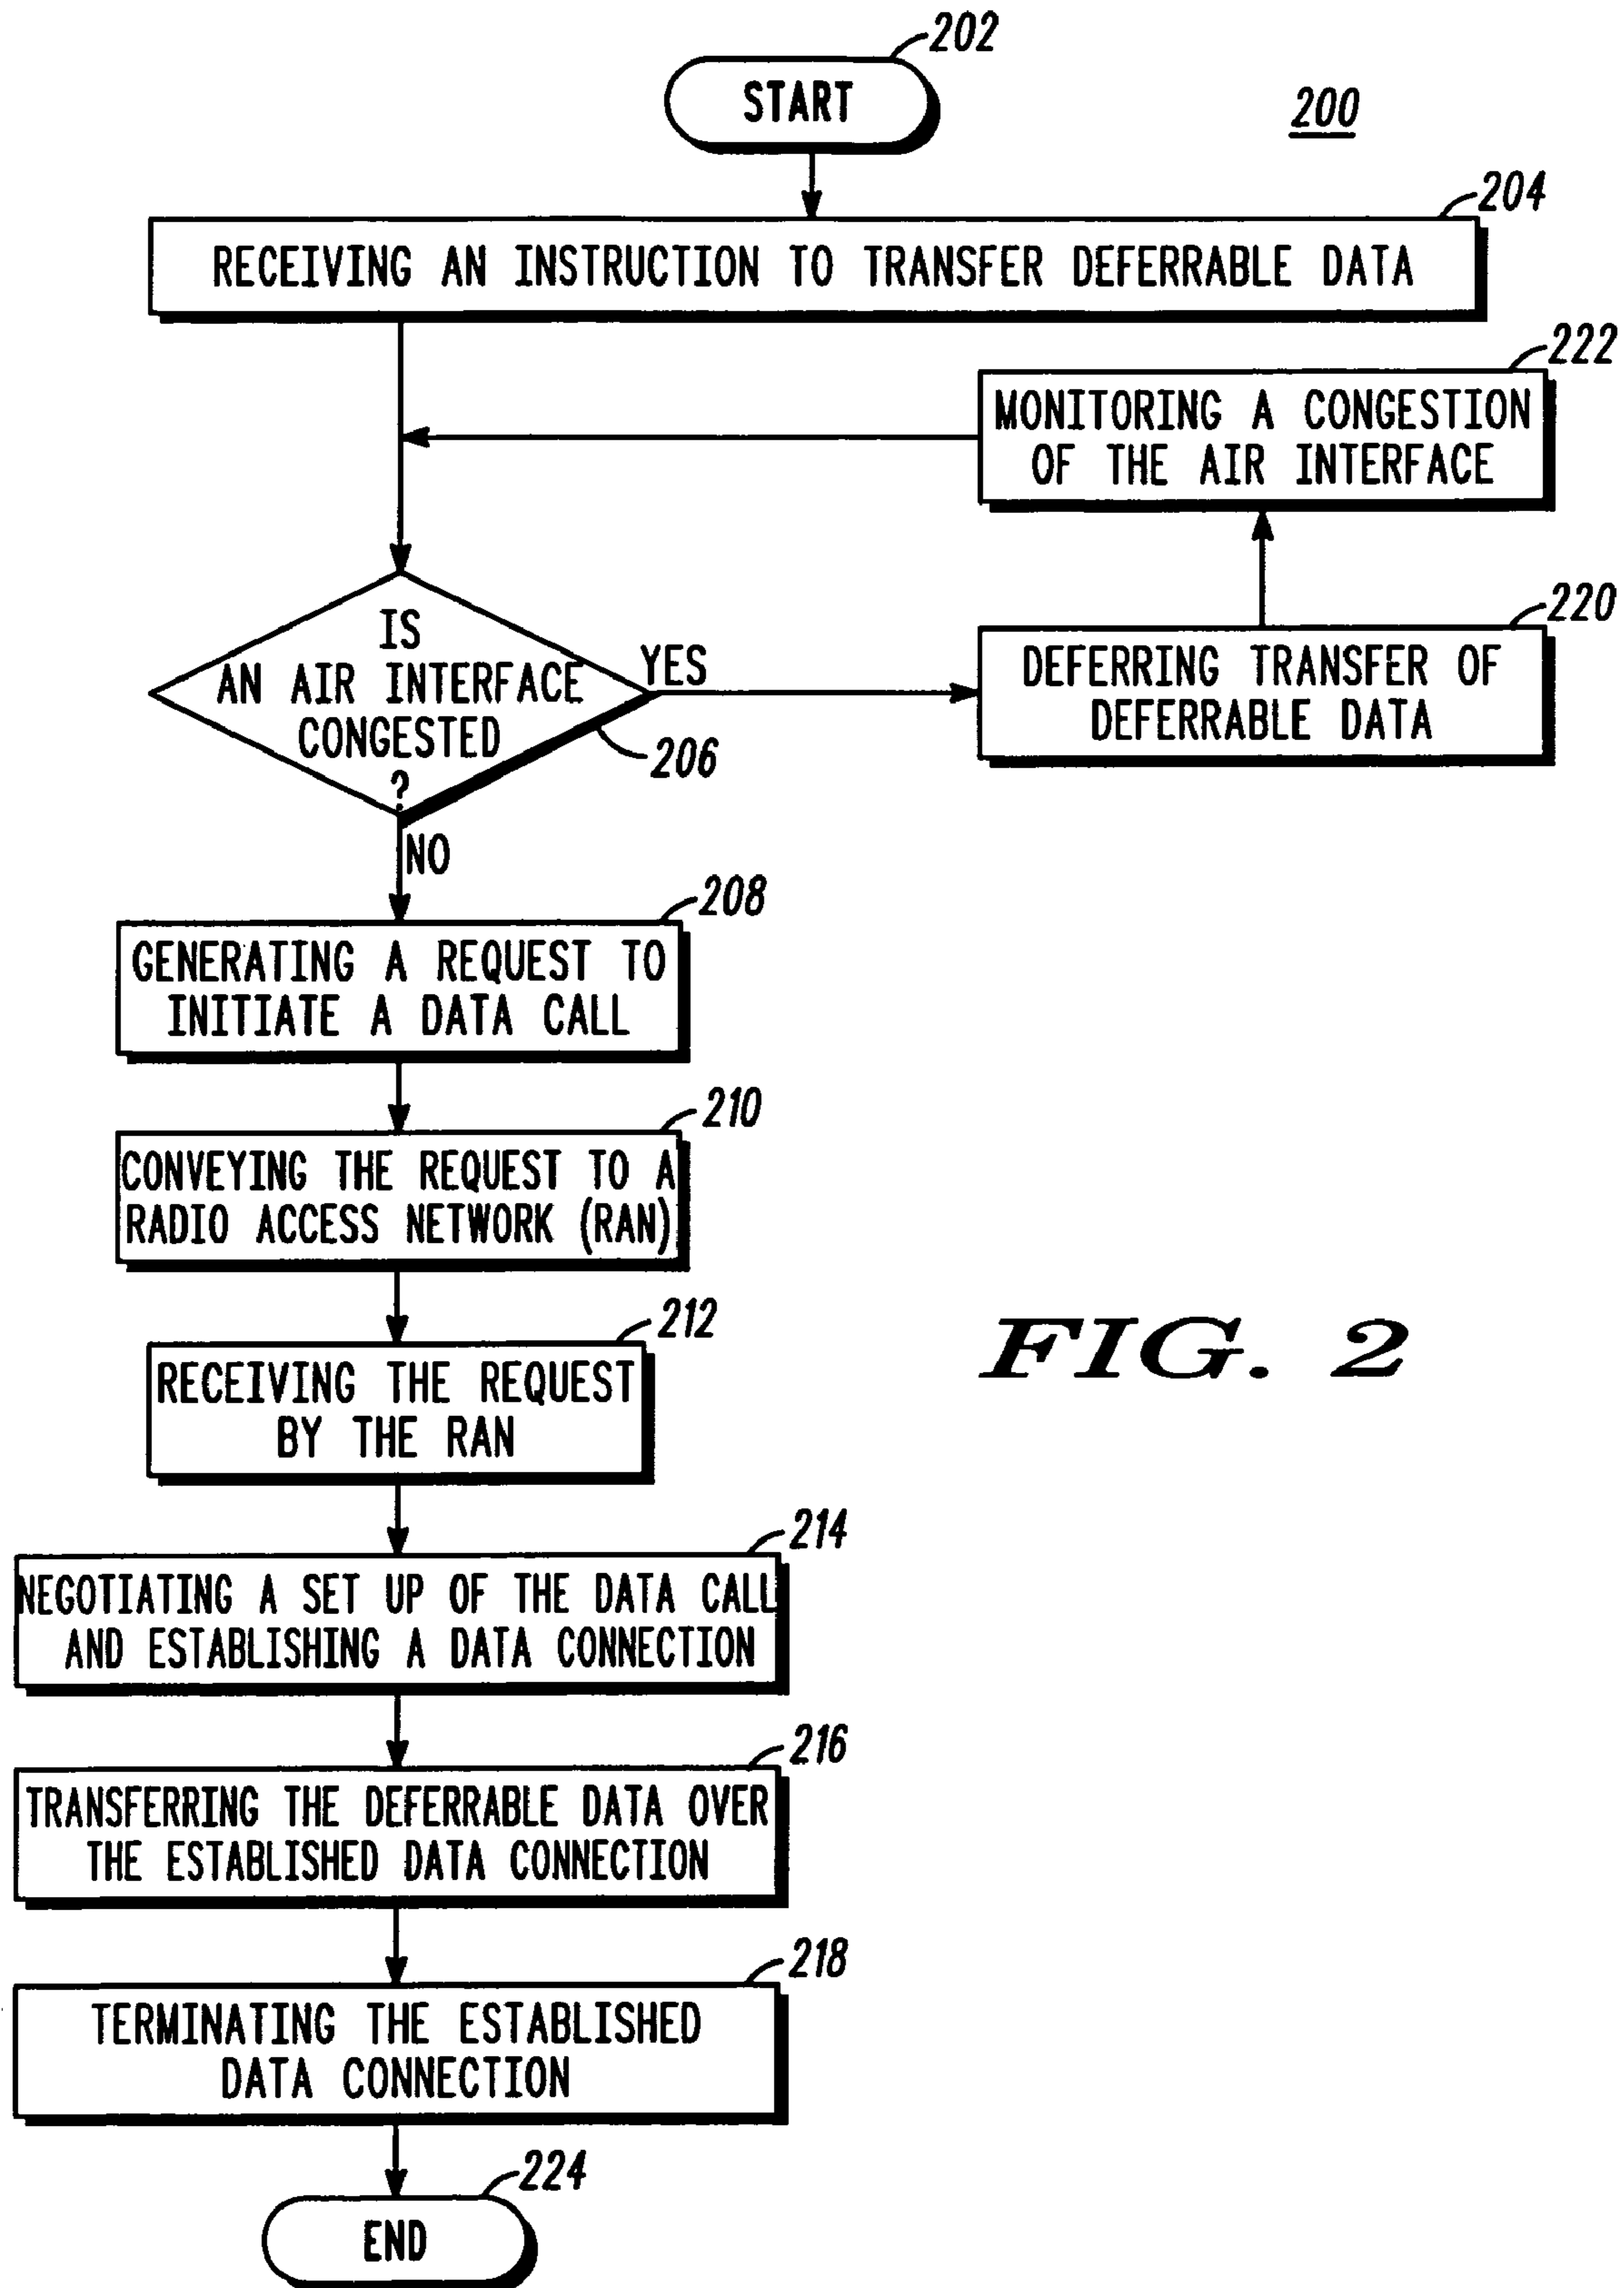 202
START
200
204
RECEIVING AN INSTRUCTION TO TRANSFER DEFERRABLE DATA
222
MONITORING A CONGESTION
OF THE AIR INTERFACE
220
DEFERRING TRANSFER OF
DEFERRABLE DATA
IS
AN AIR INTERFACE
CONGESTED
?
YES
206
NO
208
GENERATING A REQUEST TO
INITIATE A DATA CALL
210
CONVEYING THE REQUEST TO A
RADIO ACCESS NETWORK (RAN)
212
RECEIVING THE REQUEST
BY THE RAN
FIG. 2
214
NEGOTIATING A SET UP OF THE DATA CALL
AND ESTABLISHING A DATA CONNECTION
216
TRANSFERRING THE DEFERRABLE DATA OVER
THE ESTABLISHED DATA CONNECTION
218
TERMINATING THE ESTABLISHED
DATA CONNECTION
224
END